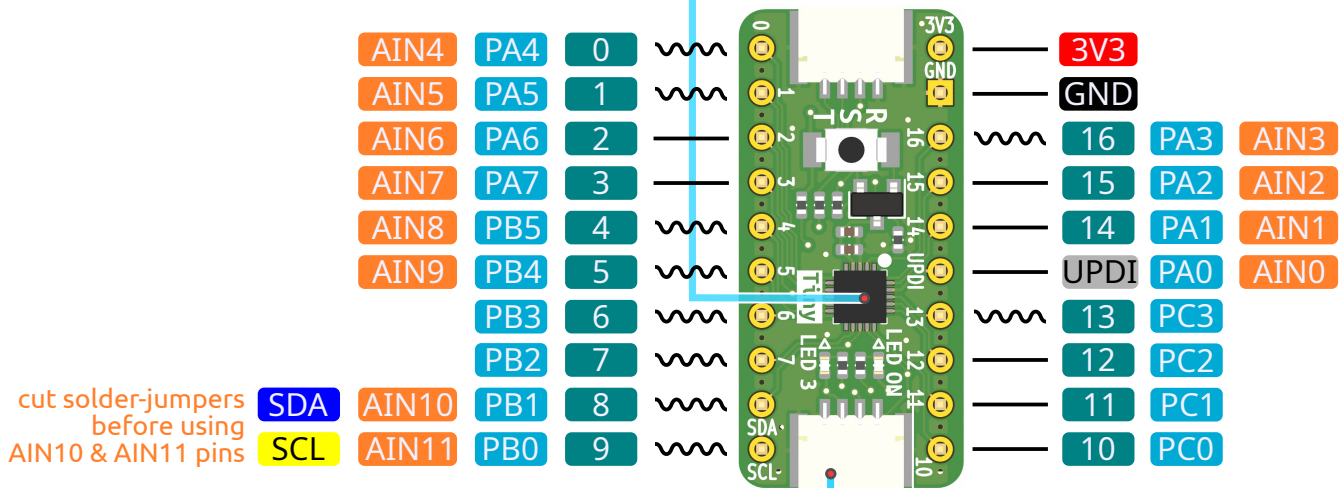 AIN4 PA4 0
AIN5 PA5 1
AIN6 PA6 2
AIN7 PA7 3
AIN8 PB5 4
AIN9 PB4 5
PB3 6
PB2 7
cut solder-jumpers
before using
AIN10 & AIN11 pins
SDA AIN10 PB1 8
SCL AIN11 PB0 9
0
1
2
3
4
5
6
7
SDA
SCL
RST
Tiny
LED 3
LED ON
3V3
GND
16
15
14
UPDI
13
12
11
10
3V3
GND
16 PA3 AIN3
15 PA2 AIN2
14 PA1 AIN1
UPDI PA0 AIN0
13 PC3
12 PC2
11 PC1
10 PC0